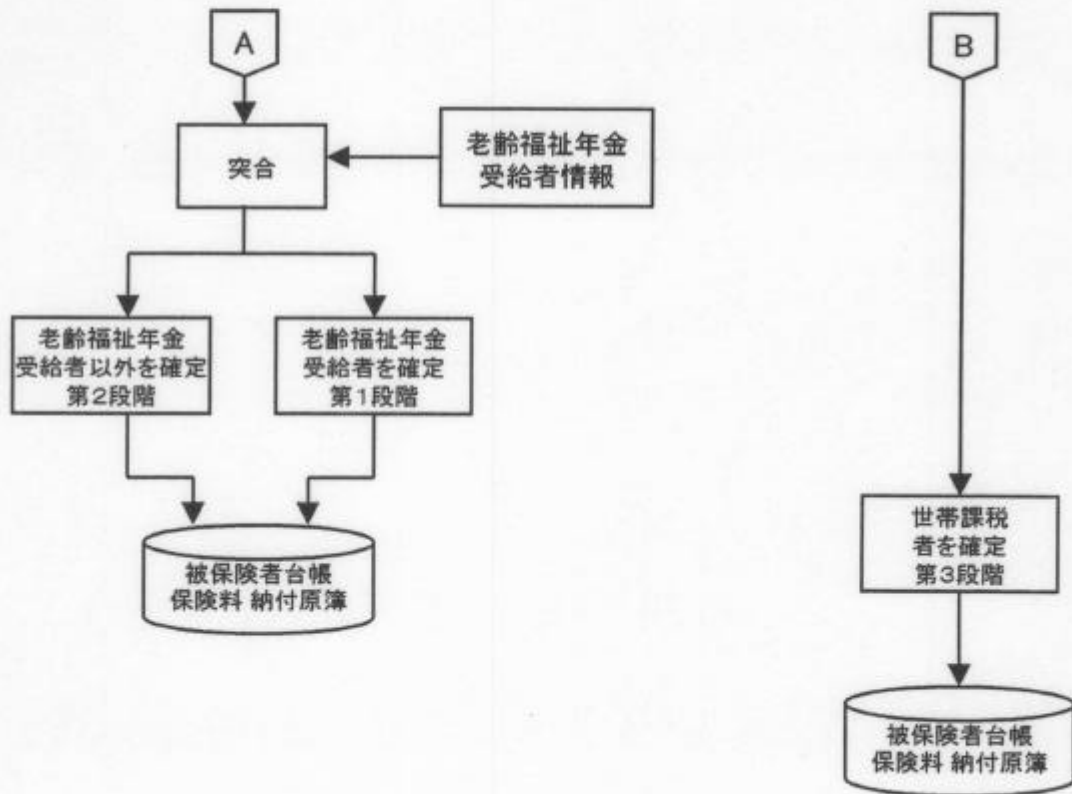 A
突合
老齢福祉年金
受給者情報
老齢福祉年金
受給者以外を確定
第2段階
老齢福祉年金
受給者を確定
第1段階
被保険者台帳
保険料 納付原簿
B
世帯課税
者を確定
第3段階
被保険者台帳
保険料 納付原簿